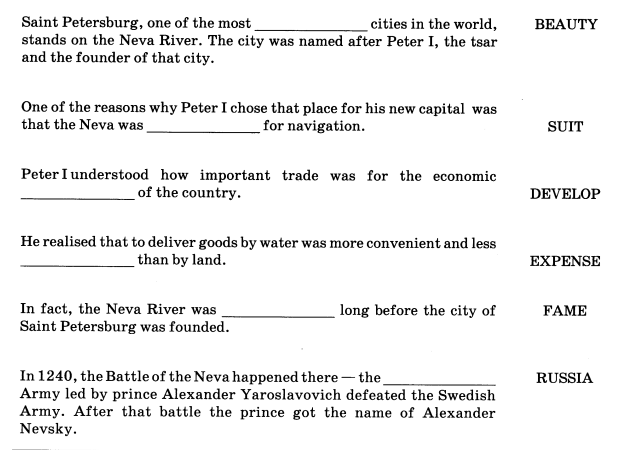 Saint Petersburg, one of the most ______________ cities in the world, BEAUTY
stands on the Neva River. The city was named after Peter I, the tsar
and the founder of that city.
One of the reasons why Peter I chose that place for his new capital was
that the Neva was ______________ for navigation. SUIT
Peter I understood how important trade was for the economic
______________ of the country. DEVELOP
He realised that to deliver goods by water was more convenient and less
______________ than by land. EXPENSE
In fact, the Neva River was ______________ long before the city of FAME
Saint Petersburg was founded.
In 1240, the Battle of the Neva happened there — the ______________ RUSSIA
Army led by prince Alexander Yaroslavovich defeated the Swedish
Army. After that battle the prince got the name of Alexander
Nevsky.